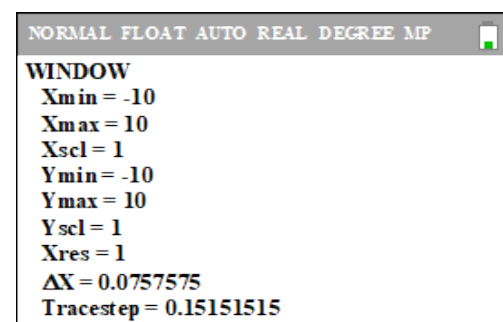 NORMAL FLOAT AUTO REAL DEGREE MP
WINDOW
Xmin = -10
Xmax = 10
Xscl = 1
Ymin = -10
Ymax = 10
Yscl = 1
Xres = 1
ΔX = 0.0757575
Tracestep = 0.15151515